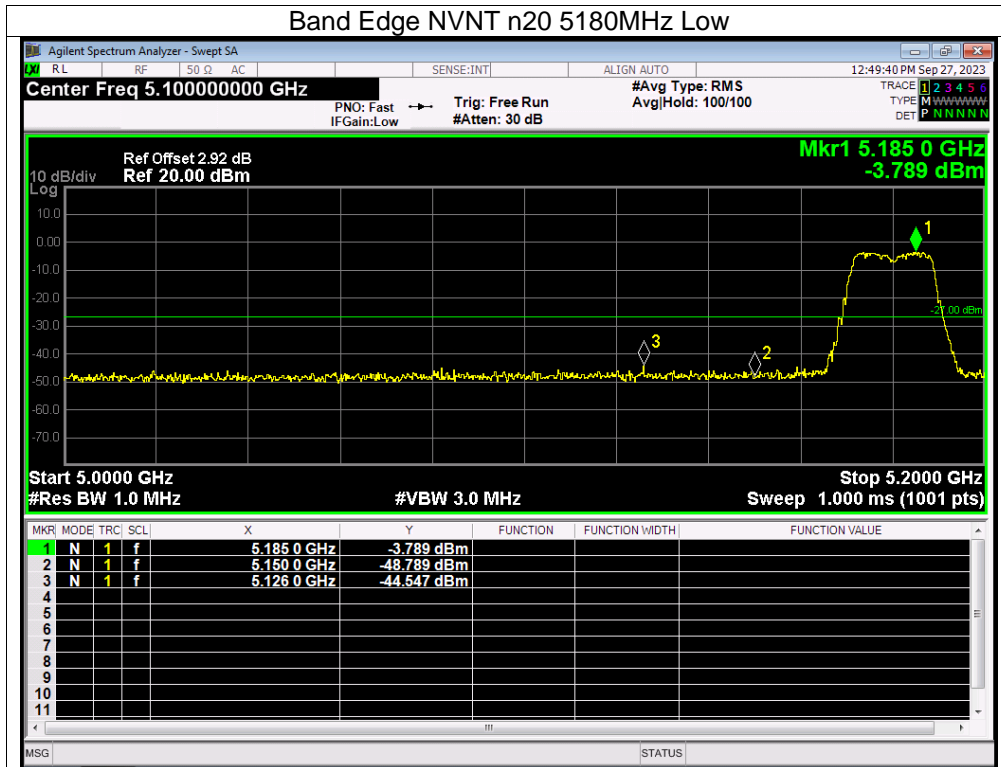 Band Edge NVNT n20 5180MHz Low
Agilent Spectrum Analyzer - Swept SA
LXI RL RF 50 Ω AC SENSE:INT ALIGN AUTO 12:49:40 PM Sep 27, 2023
Center Freq 5.100000000 GHz #Avg Type: RMS TRACE 1 2 3 4 5 6
PNO: Fast Trig: Free Run Avg|Hold: 100/100 TYPE M WWWWW
IFGain:Low #Atten: 30 dB DET P N N N N N
Mkr1 5.185 0 GHz
Ref Offset 2.92 dB
10 dB/div Ref 20.00 dBm -3.789 dBm
Log
10.0
1
0.00
-10.0
-20.0
-27.00 dBm
-30.0
3
-40.0
2
-50.0
-60.0
-70.0
Start 5.0000 GHz Stop 5.2000 GHz
#Res BW 1.0 MHz #VBW 3.0 MHz Sweep 1.000 ms (1001 pts)
MKR MODE TRC SCL X Y FUNCTION FUNCTION WIDTH FUNCTION VALUE
1 N 1 f 5.185 0 GHz -3.789 dBm
2 N 1 f 5.150 0 GHz -48.789 dBm
3 N 1 f 5.126 0 GHz -44.547 dBm
4
5
6
7
8
9
10
11
MSG STATUS